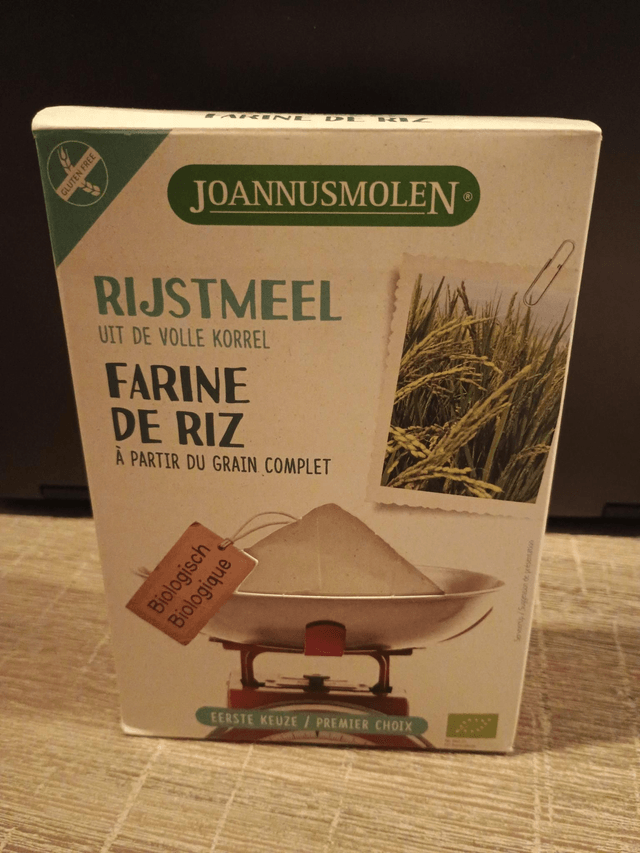 FARINE DE RIZ
GLUTEN FREE
JOANNUSMOLEN®
RIJSTMEEL
UIT DE VOLLE KORREL
FARINE
DE RIZ
À PARTIR DU GRAIN COMPLET
Biologisch
Biologique
EERSTE KEUZE / PREMIER CHOIX